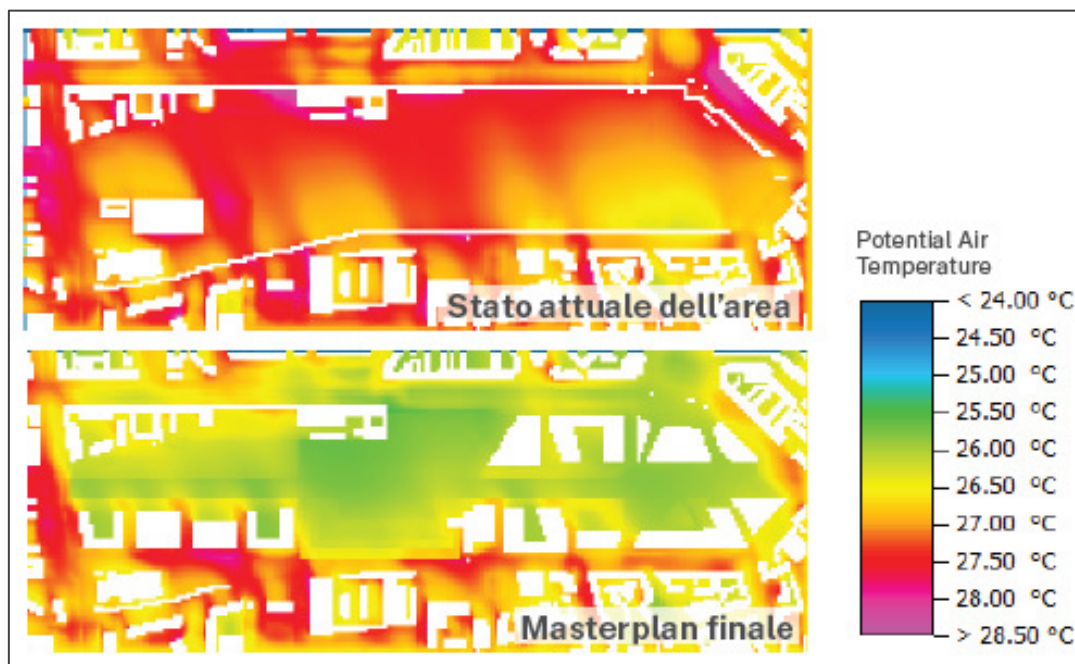 Stato attuale dell'area
Masterplan finale
Potential Air
Temperature
< 24.00 °C
24.50 °C
25.00 °C
25.50 °C
26.00 °C
26.50 °C
27.00 °C
27.50 °C
28.00 °C
> 28.50 °C